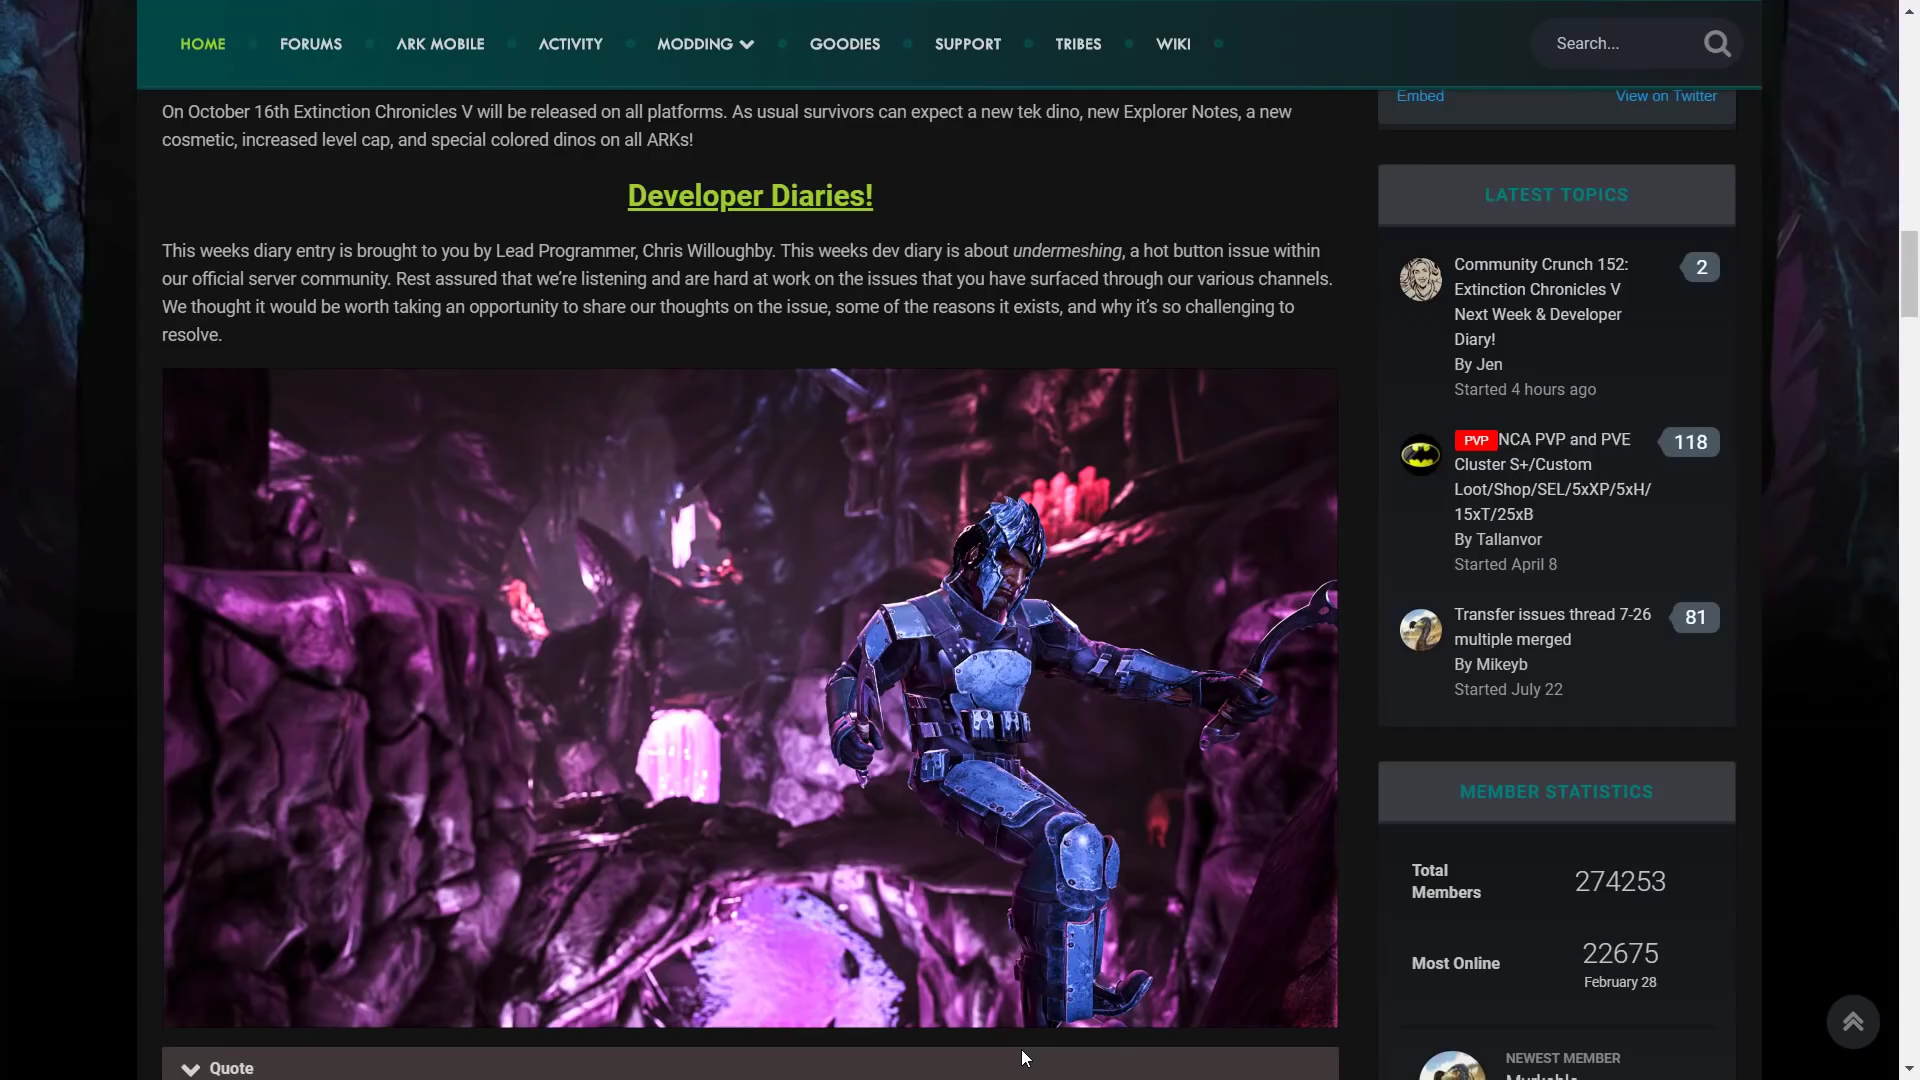 HOME FORUMS ARK MOBILE ACTIVITY MODDING GOODIES SUPPORT TRIBES WIKI Search...
On October 16th Extinction Chronicles V will be released on all platforms. As usual survivors can expect a new tek dino, new Explorer Notes, a new
cosmetic, increased level cap, and special colored dinos on all ARKs!
Developer Diaries!
This weeks diary entry is brought to you by Lead Programmer, Chris Willoughby. This weeks dev diary is about undermeshing, a hot button issue within
our official server community. Rest assured that we’re listening and are hard at work on the issues that you have surfaced through our various channels.
We thought it would be worth taking an opportunity to share our thoughts on the issue, some of the reasons it exists, and why it’s so challenging to
resolve.
Quote
Embed View on Twitter
LATEST TOPICS
Community Crunch 152: 2
Extinction Chronicles V
Next Week & Developer
Diary!
By Jen
Started 4 hours ago
PVP NCA PVP and PVE 118
Cluster S+/Custom
Loot/Shop/SEL/5xXP/5xH/
15xT/25xB
By Tallanvor
Started April 8
Transfer issues thread 7-26 81
multiple merged
By Mikeyb
Started July 22
MEMBER STATISTICS
Total
Members 274253
Most Online 22675
February 28
NEWEST MEMBER